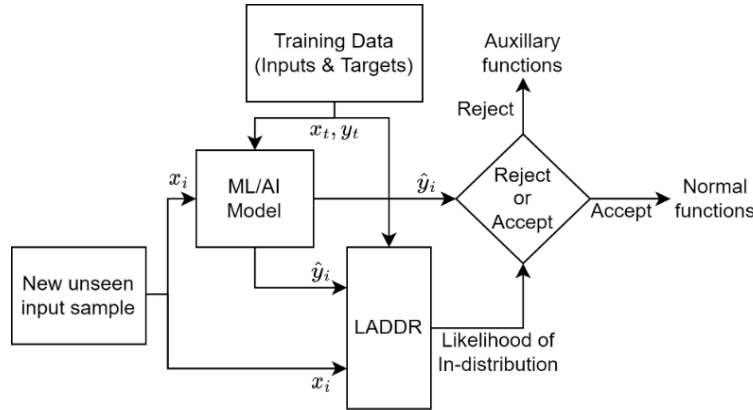 Training Data
(Inputs & Targets)
Auxillary
functions
Reject
x_t, y_t
x_i
ML/AI
Model
ŷ_i
Reject
or
Accept
Accept
Normal
functions
New unseen
input sample
ŷ_i
LADDR
Likelihood of
In-distribution
x_i